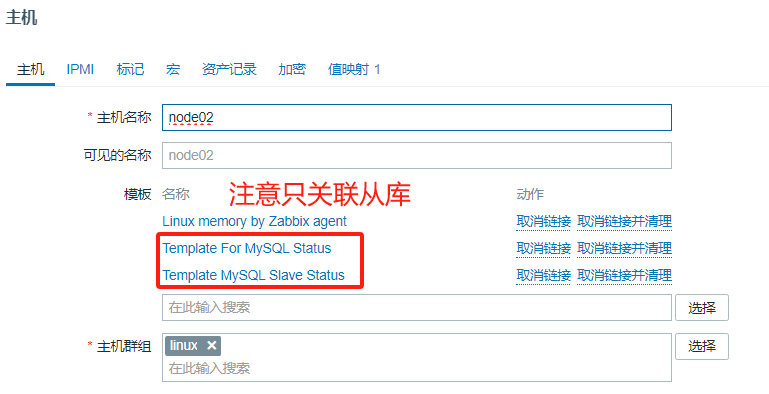 主机
主机 IPMI 标记 宏 资产记录 加密 值映射 1
* 主机名称 node02
可见的名称 node02
模板 名称 注意只关联从库 动作
Linux memory by Zabbix agent 取消链接 取消链接并清理
Template For MySQL Status 取消链接 取消链接并清理
Template MySQL Slave Status 取消链接 取消链接并清理
在此输入搜索 选择
* 主机群组 linux × 选择
在此输入搜索